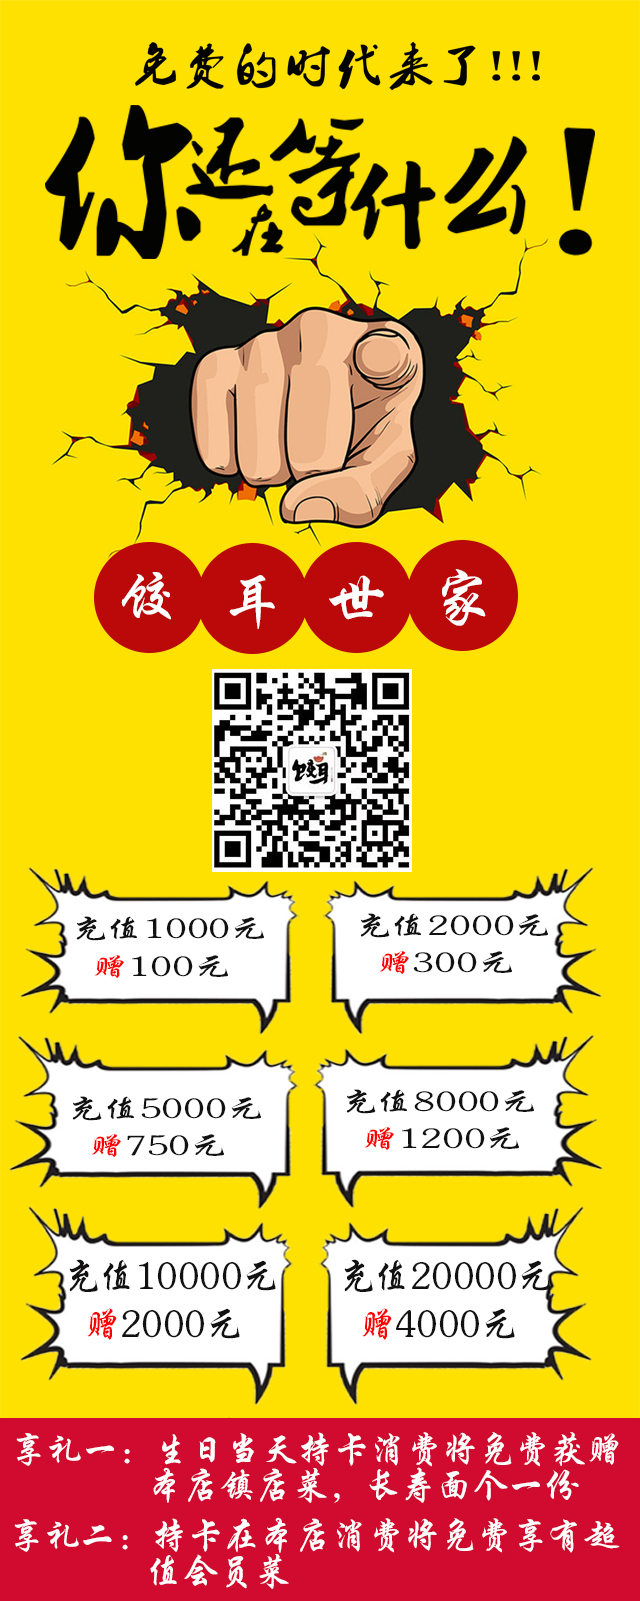 免费的时代来了!!!
你还在等什么!
饺耳世家
饺耳
充值1000元
赠100元
充值2000元
赠300元
充值5000元
赠750元
充值8000元
赠1200元
充值10000元
赠2000元
充值20000元
赠4000元
享礼一：生日当天持卡消费将免费获赠
本店镇店菜，长寿面个一份
享礼二：持卡在本店消费将免费享有超
值会员菜